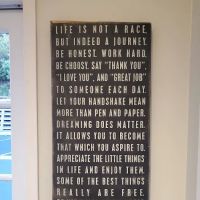 LIFE IS NOT A RACE,
BUT INDEED A JOURNEY.
BE HONEST. WORK HARD.
BE CHOOSY. SAY "THANK YOU",
"I LOVE YOU", AND "GREAT JOB"
TO SOMEONE EACH DAY.
LET YOUR HANDSHAKE MEAN
MORE THAN PEN AND PAPER.
DREAMING DOES MATTER.
IT ALLOWS YOU TO BECOME
THAT WHICH YOU ASPIRE TO.
APPRECIATE THE LITTLE THINGS
IN LIFE AND ENJOY THEM.
SOME OF THE BEST THINGS
REALLY ARE FREE.